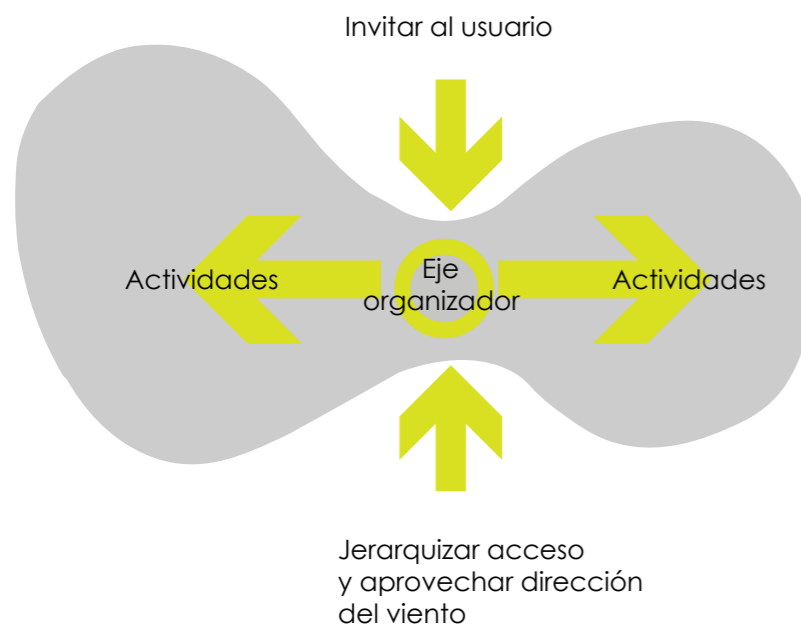 Invitar al usuario
Actividades
Eje
organizador
Actividades
Jerarquizar acceso
y aprovechar dirección
del viento